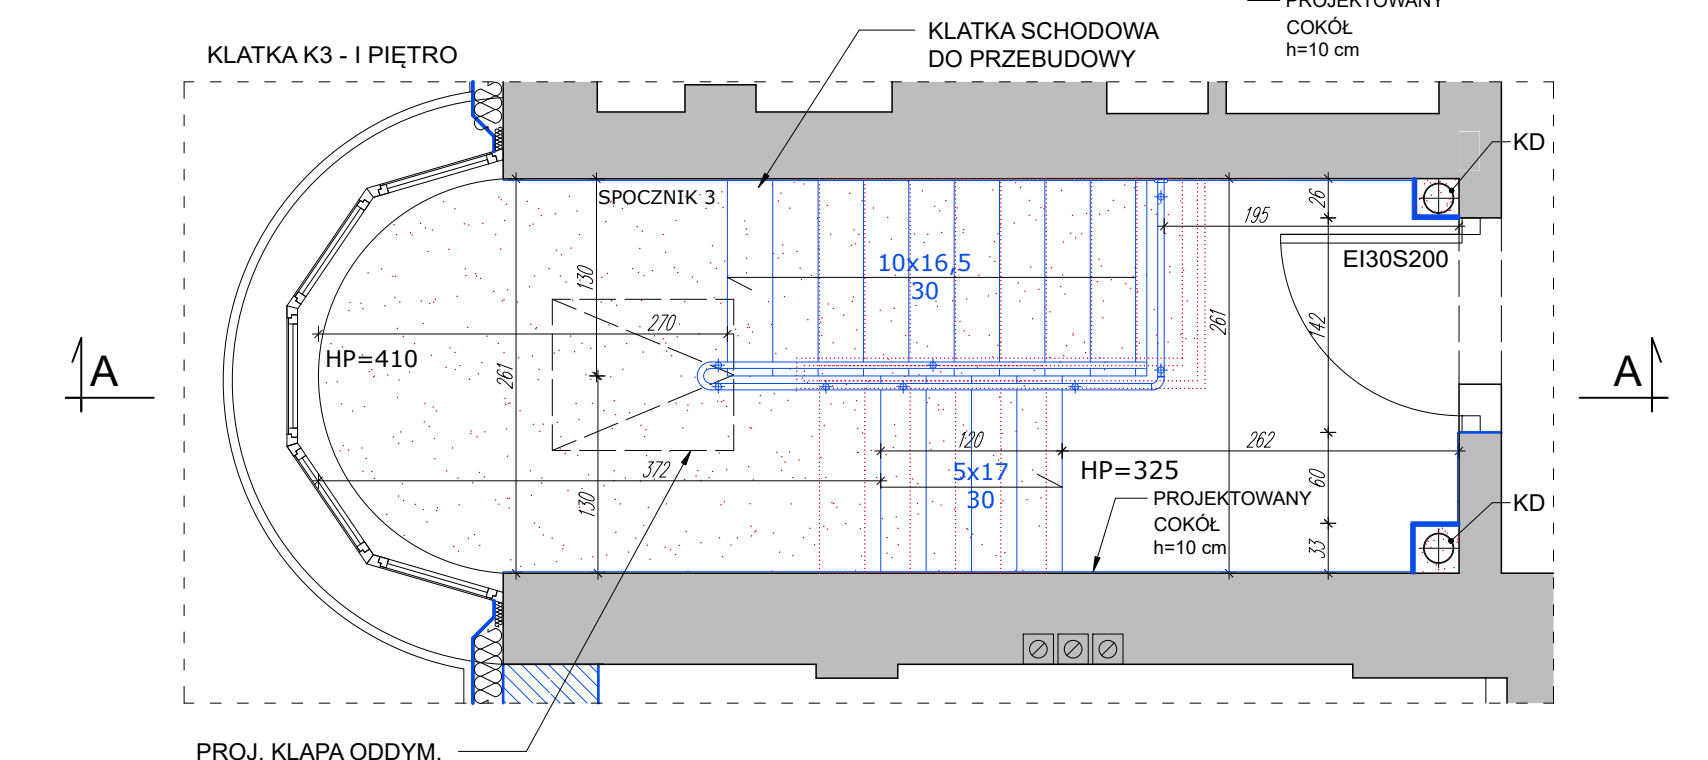 PROJEKTOWANY
COKÓŁ
h=10 cm
KLATKA SCHODOWA
DO PRZEBUDOWY
KLATKA K3 - I PIĘTRO
KD
SPOCZNIK 3
26
195
EI30S200
10x16,5
30
130
270
261
142
HP=410
261
A
A
120
262
372
5x17
30
HP=325
PROJEKTOWANY
COKÓŁ
h=10 cm
130
60
KD
33
PROJ. KLAPA ODDYM.